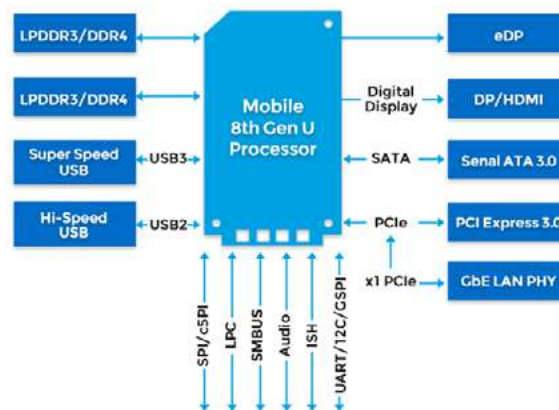 LPDDR3/DDR4
LPDDR3/DDR4
Super Speed
USB
USB3
Hi-Speed
USB
USB2
Mobile
8th Gen U
Processor
eDP
Digital
Display
DP/HDMI
SATA
Senal ATA 3.0
PCIe
PCI Express 3.0
x1 PCIe
GbE LAN PHY
SPI/c5PI
LPC
SMBUS
Audio
ISH
UART/12C/GSPI